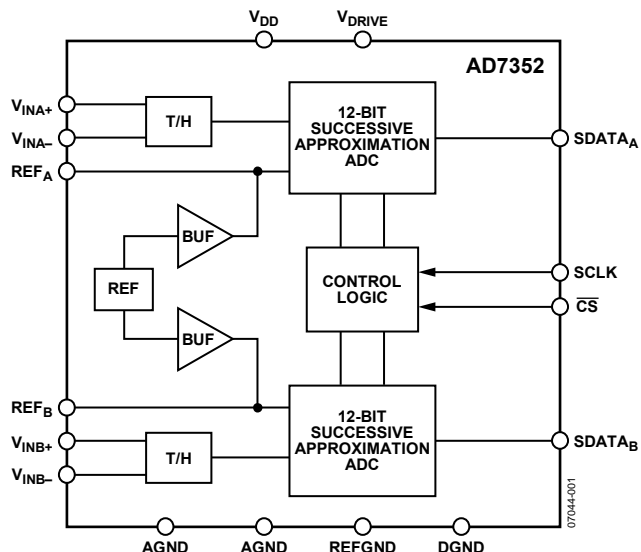 VDD
VDRIVE
AD7352
VINA+
VINA–
REFA
T/H
12-BIT
SUCCESSIVE
APPROXIMATION
ADC
SDATAA
BUF
REF
BUF
CONTROL
LOGIC
SCLK
CS
REFB
VINB+
VINB–
T/H
12-BIT
SUCCESSIVE
APPROXIMATION
ADC
SDATAB
07044-001
AGND
AGND
REFGND
DGND